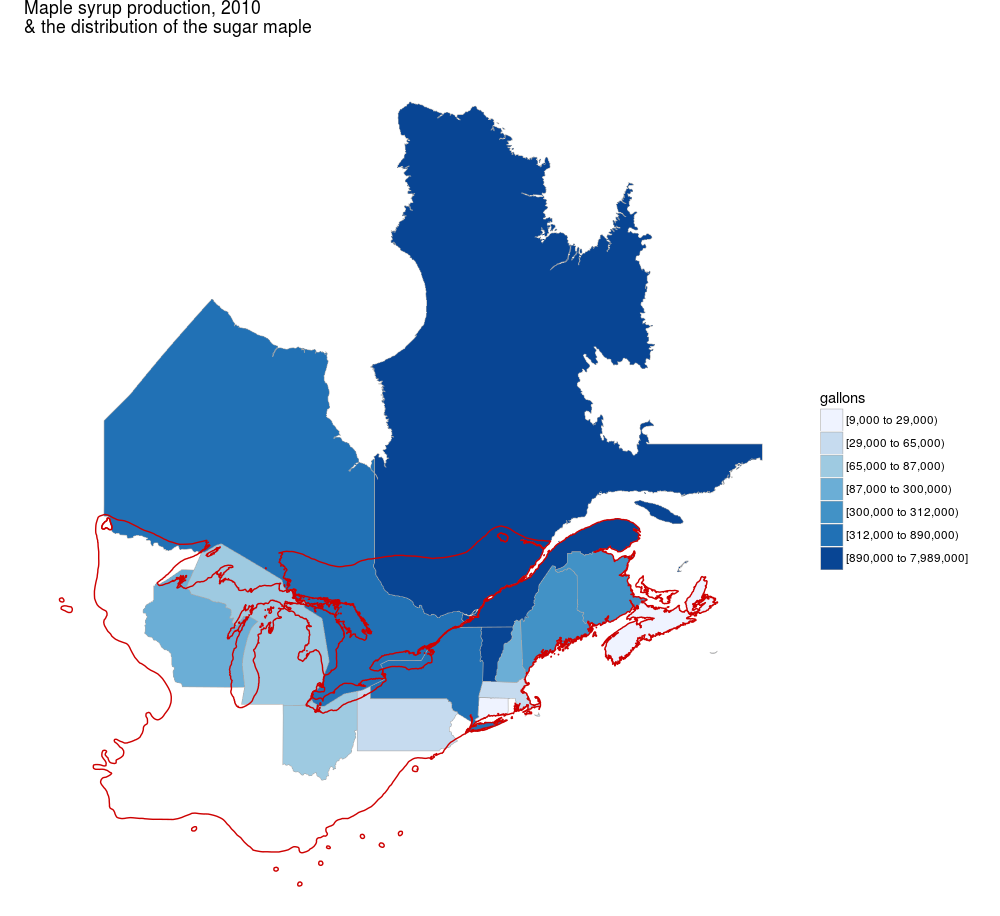 Maple syrup production, 2010
& the distribution of the sugar maple
gallons
[9,000 to 29,000)
[29,000 to 65,000)
[65,000 to 87,000)
[87,000 to 300,000)
[300,000 to 312,000)
[312,000 to 890,000)
[890,000 to 7,989,000]